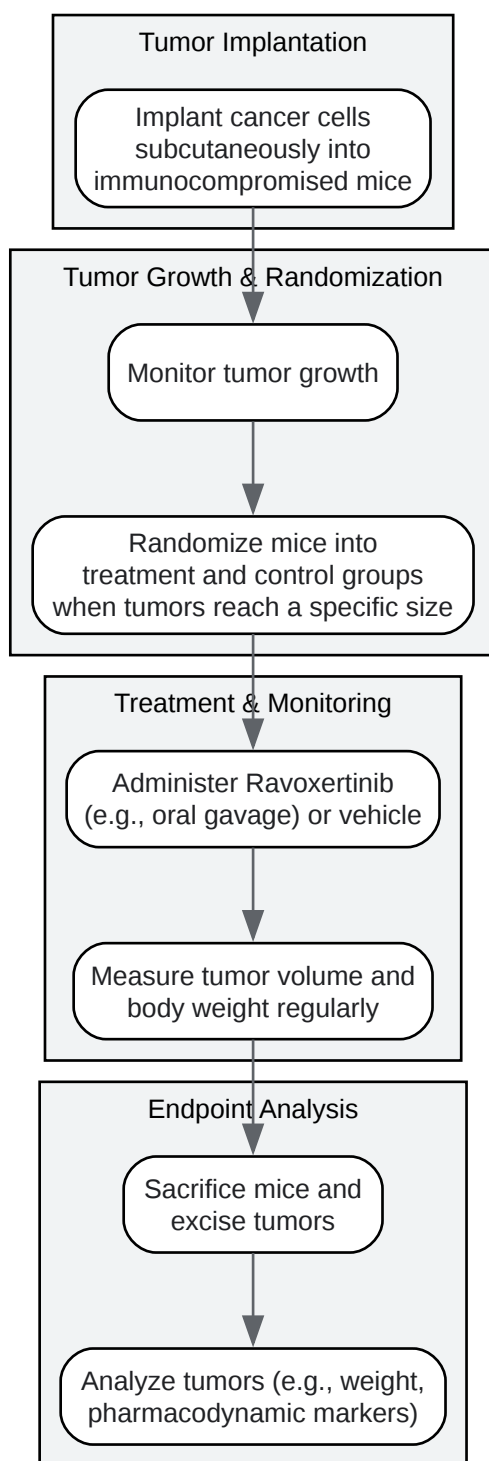 Tumor Implantation
Implant cancer cells
subcutaneously into
immunocompromised mice
Tumor Growth & Randomization
Monitor tumor growth
Randomize mice into
treatment and control groups
when tumors reach a specific size
Treatment & Monitoring
Administer Ravoxertinib
(e.g., oral gavage) or vehicle
Measure tumor volume and
body weight regularly
Endpoint Analysis
Sacrifice mice and
excise tumors
Analyze tumors (e.g., weight,
pharmacodynamic markers)